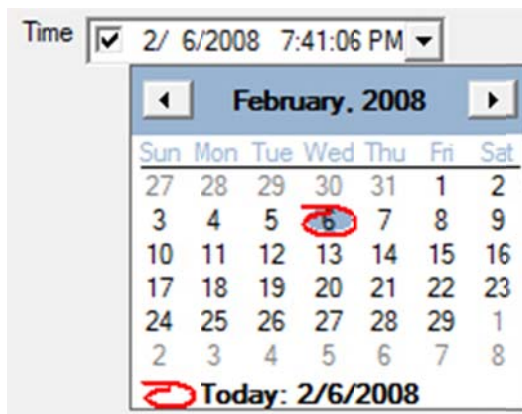 Time 2/ 6/2008 7:41:06 PM
February, 2008
Sun Mon Tue Wed Thu Fri Sat
27 28 29 30 31 1 2
3 4 5 6 7 8 9
10 11 12 13 14 15 16
17 18 19 20 21 22 23
24 25 26 27 28 29 1
2 3 4 5 6 7 8
Today: 2/6/2008